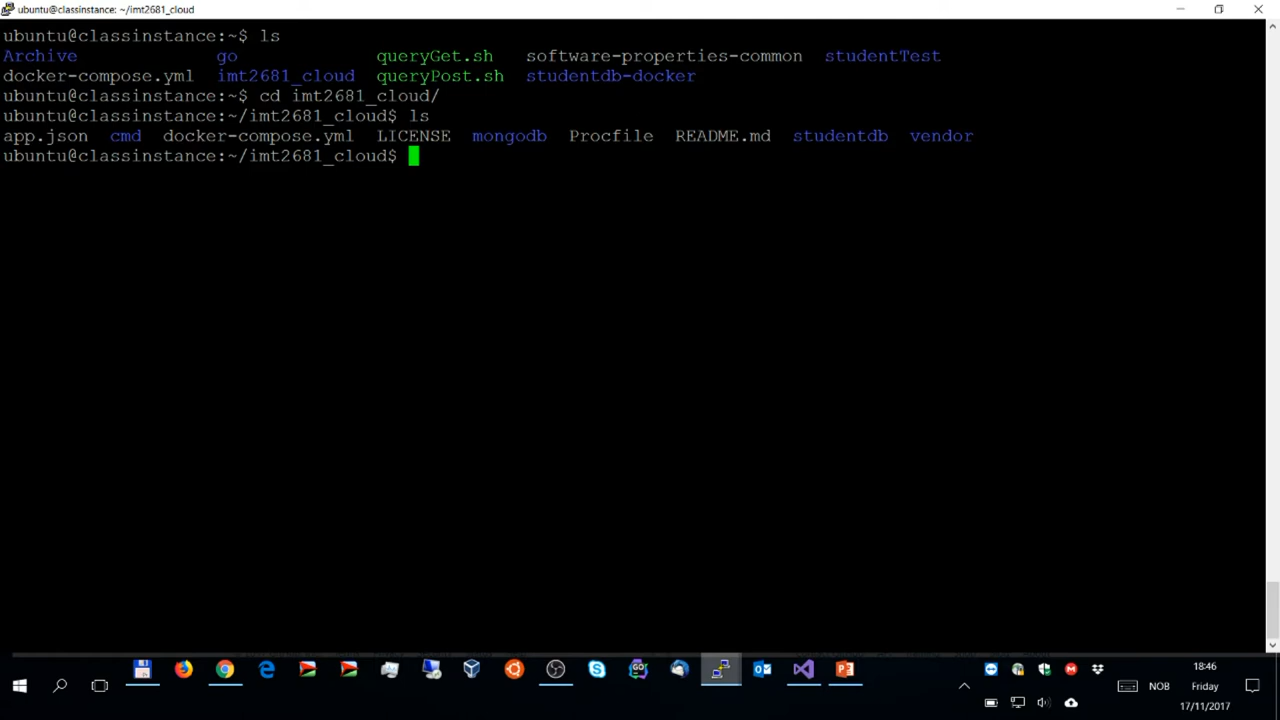 ubuntu@classinstance: ~/imt2681_cloud
ubuntu@classinstance:~$ ls
Archive go queryGet.sh software-properties-common studentTest
docker-compose.yml imt2681_cloud queryPost.sh studentdb-docker
ubuntu@classinstance:~$ cd imt2681_cloud/
ubuntu@classinstance:~/imt2681_cloud$ ls
app.json cmd docker-compose.yml LICENSE mongodb Procfile README.md studentdb vendor
ubuntu@classinstance:~/imt2681_cloud$
18:46
NOB Friday
17/11/2017